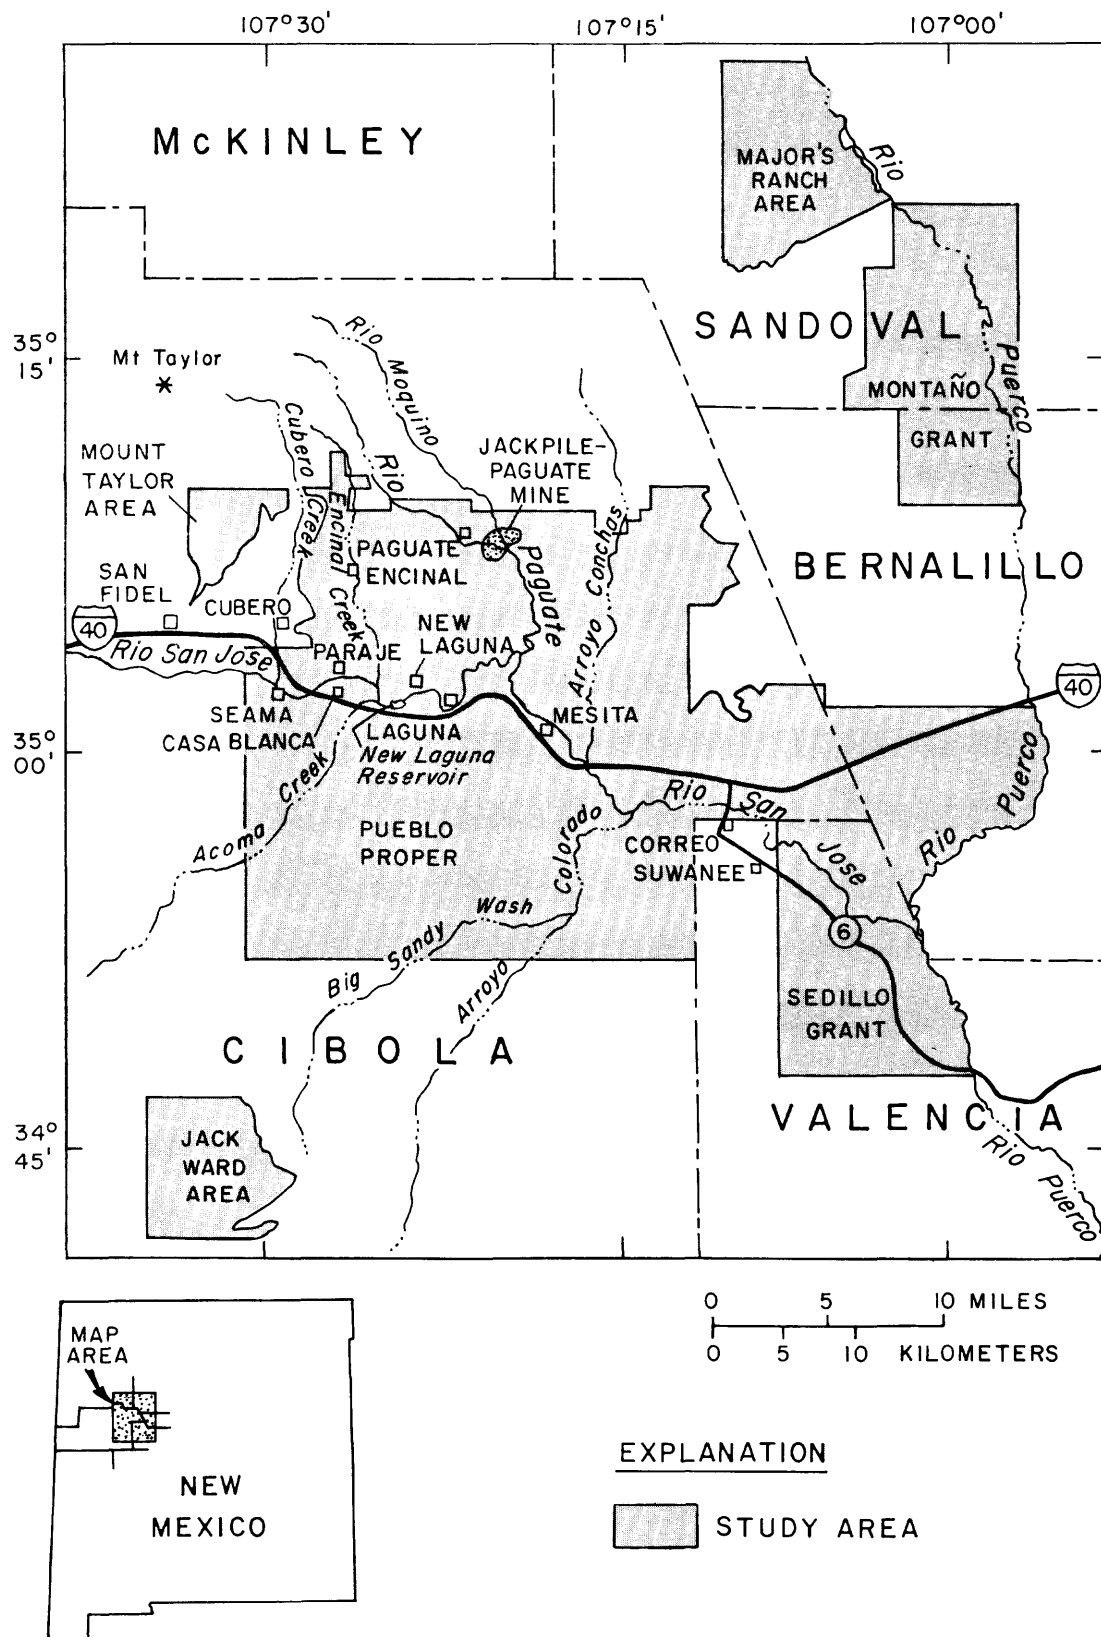 107°30'
107°15'
107°00'
McKINLEY
MAJOR'S
RANCH
AREA
Rio
Puerco
SANDOVAL
35°
15'
Mt Taylor
Rio Moquino
MONTAÑO
GRANT
Cubero
Creek
MOUNT
TAYLOR
AREA
Encinal
Creek
Rio
Paguate
JACKPILE-
PAGUATE
MINE
Arroyo Conchas
PAGUATE
ENCINAL
BERNALILLO
SAN
FIDEL
CUBERO
NEW
LAGUNA
40
Rio San Jose
PARAJE
40
SEAMA
CASA BLANCA
LAGUNA
New Laguna
Reservoir
MESITA
35°
00'
Acoma
Creek
Rio
San
Jose
Rio
Puerco
PUEBLO
PROPER
Colorado
CORREO
SUWANEE
Big Sandy
Wash
Arroyo
6
SEDILLO
GRANT
CIBOLA
VALENCIA
34°
45'
JACK
WARD
AREA
Rio Puerco
0 5 10 MILES
0 5 10 KILOMETERS
MAP
AREA
NEW
MEXICO
EXPLANATION
STUDY AREA